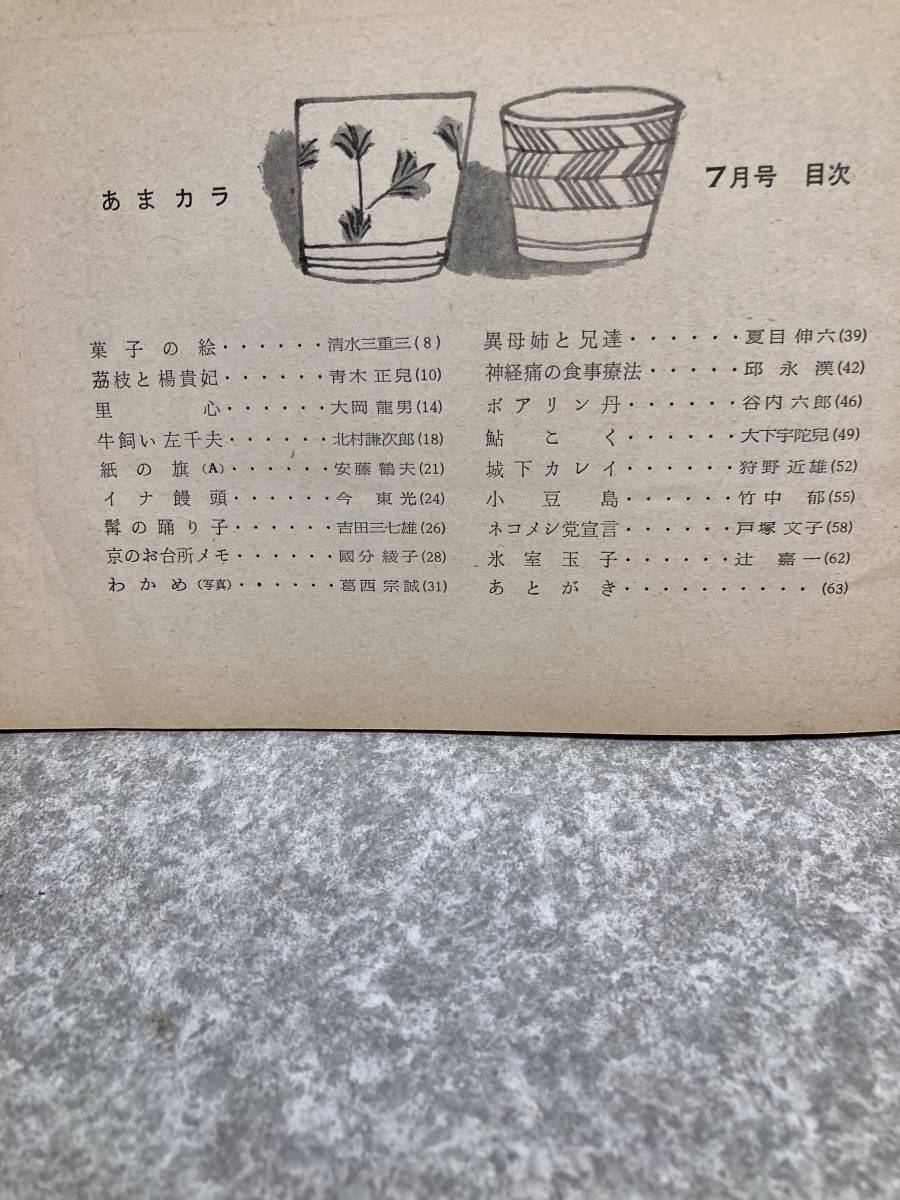 あまカラ
7月号 目次
菓子の絵・・・・・・清水三重三(8)
茘枝と楊貴妃・・・・・・青木正兒(10)
里心・・・・・・大岡龍男(14)
牛飼い左千夫・・・・・・北村謙次郎(18)
紙の旗(A)・・・・・・安藤鶴夫(21)
イナ饅頭・・・・・・今東光(24)
髯の踊り子・・・・・・吉田三七雄(26)
京のお台所メモ・・・・・・國分綾子(28)
わかめ(写真)・・・・・・葛西宗誠(31)
異母姉と兄達・・・・・・夏目伸六(39)
神経痛の食事療法・・・・・邱永漢(42)
ボアリン丹・・・・・・谷内六郎(46)
鮎こく・・・・・・大下宇陀兒(49)
城下カレイ・・・・・・狩野近雄(52)
小豆島・・・・・・竹中郁(55)
ネコメシ党宣言・・・・・・戸塚文子(58)
氷室玉子・・・・・・辻嘉一(62)
あとがき・・・・・・・・・・(63)